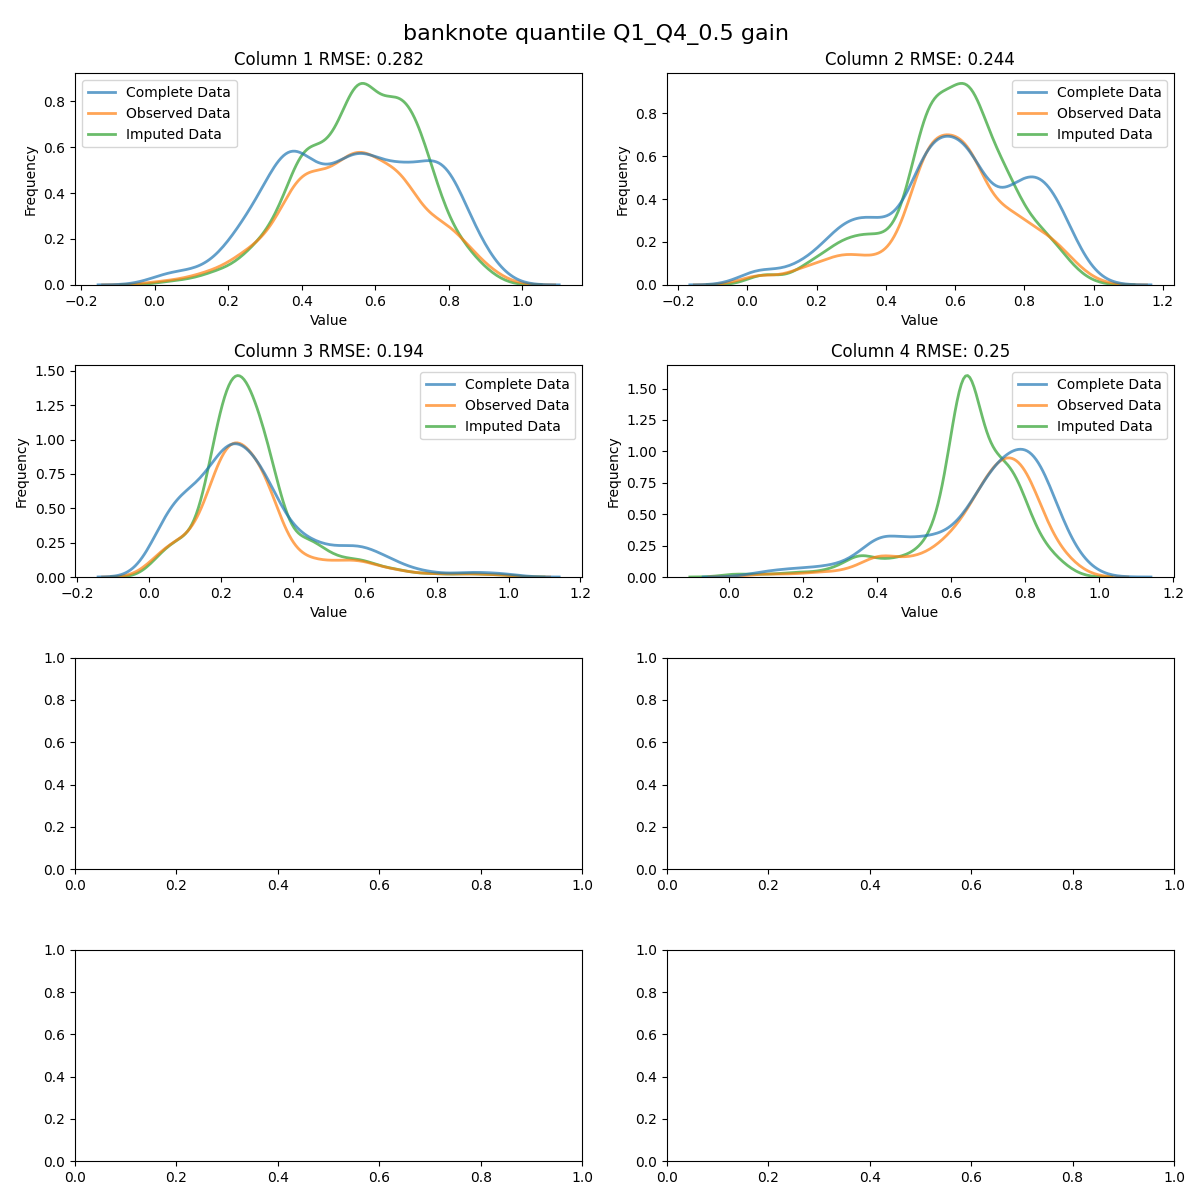 banknote quantile Q1_Q4_0.5 gain
Column 1 RMSE: 0.282
Complete Data
Observed Data
Imputed Data
Frequency
0.8
0.6
0.4
0.2
0.0
−0.2 0.0 0.2 0.4 0.6 0.8 1.0
Value
Column 2 RMSE: 0.244
Complete Data
Observed Data
Imputed Data
Frequency
0.8
0.6
0.4
0.2
0.0
−0.2 0.0 0.2 0.4 0.6 0.8 1.0 1.2
Value
Column 3 RMSE: 0.194
Complete Data
Observed Data
Imputed Data
Frequency
1.50
1.25
1.00
0.75
0.50
0.25
0.00
−0.2 0.0 0.2 0.4 0.6 0.8 1.0 1.2
Value
Column 4 RMSE: 0.25
Complete Data
Observed Data
Imputed Data
Frequency
1.50
1.25
1.00
0.75
0.50
0.25
0.00
0.0 0.2 0.4 0.6 0.8 1.0 1.2
Value
1.0
0.8
0.6
0.4
0.2
0.0
0.0 0.2 0.4 0.6 0.8 1.0
1.0
0.8
0.6
0.4
0.2
0.0
0.0 0.2 0.4 0.6 0.8 1.0
1.0
0.8
0.6
0.4
0.2
0.0
0.0 0.2 0.4 0.6 0.8 1.0
1.0
0.8
0.6
0.4
0.2
0.0
0.0 0.2 0.4 0.6 0.8 1.0